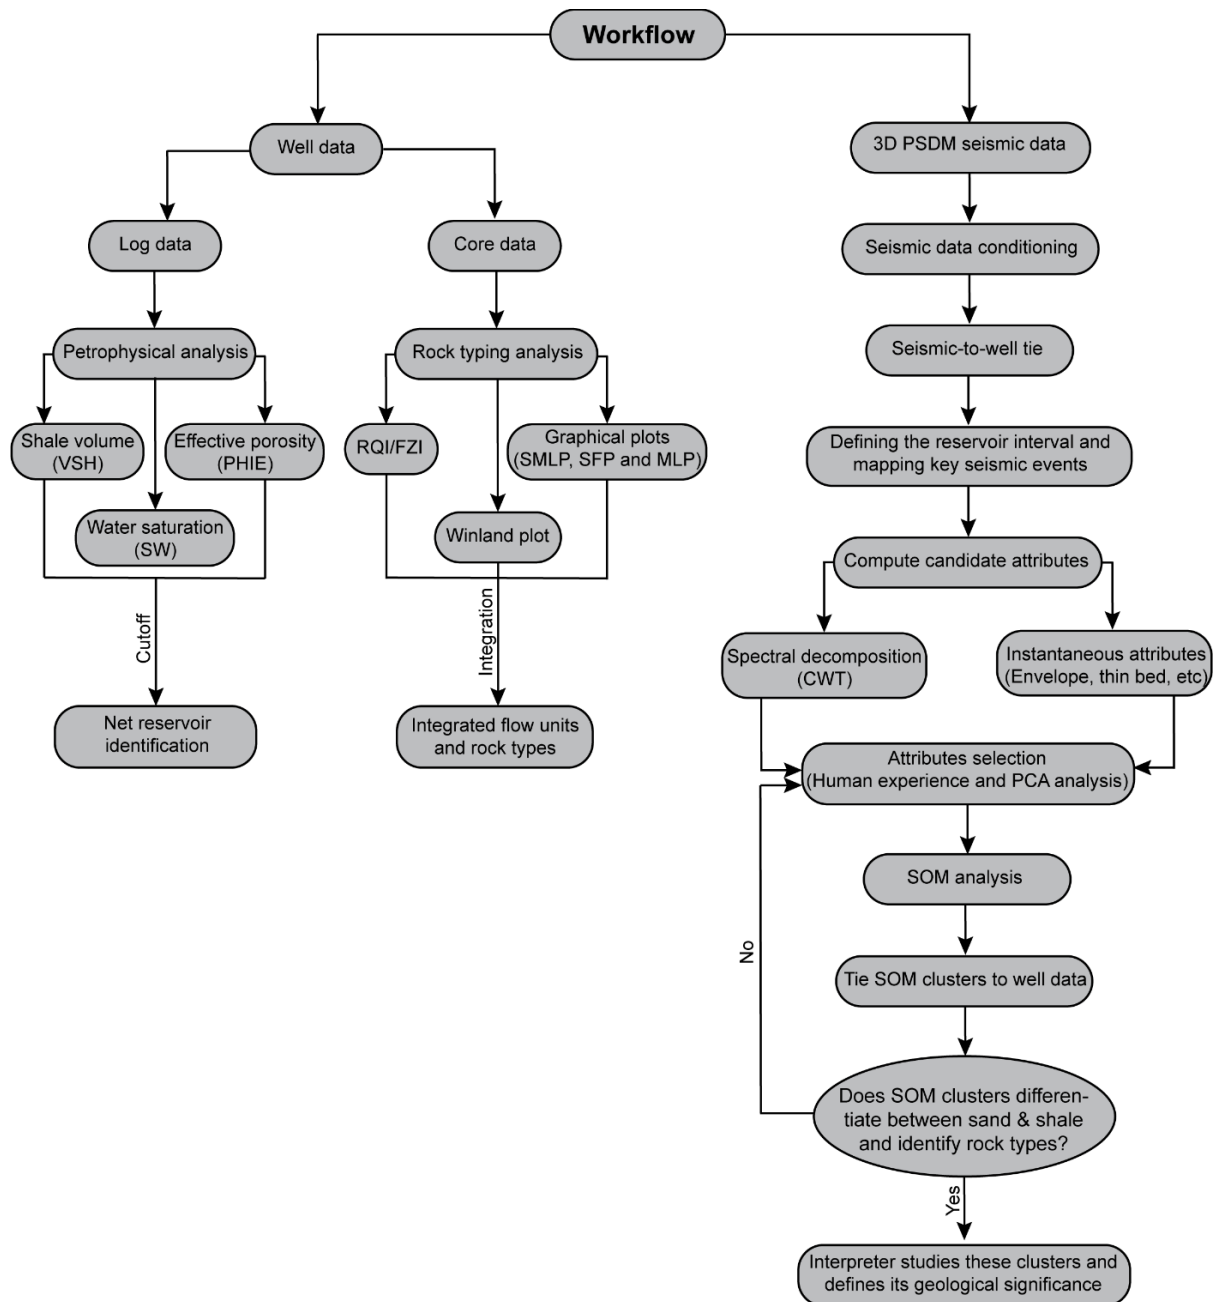 Workflow
Well data
3D PSDM seismic data
Log data
Core data
Seismic data conditioning
Petrophysical analysis
Rock typing analysis
Seismic-to-well tie
Shale volume
(VSH)
Effective porosity
(PHIE)
RQI/FZI
Graphical plots
(SMLP, SFP and MLP)
Defining the reservoir interval and
mapping key seismic events
Water saturation
(SW)
Winland plot
Compute candidate attributes
Cutoff
Integration
Spectral decomposition
(CWT)
Instantaneous attributes
(Envelope, thin bed, etc)
Net reservoir
identification
Integrated flow units
and rock types
Attributes selection
(Human experience and PCA analysis)
SOM analysis
No
Tie SOM clusters to well data
Does SOM clusters differen-
tiate between sand & shale
and identify rock types?
Yes
Interpreter studies these clusters and
defines its geological significance